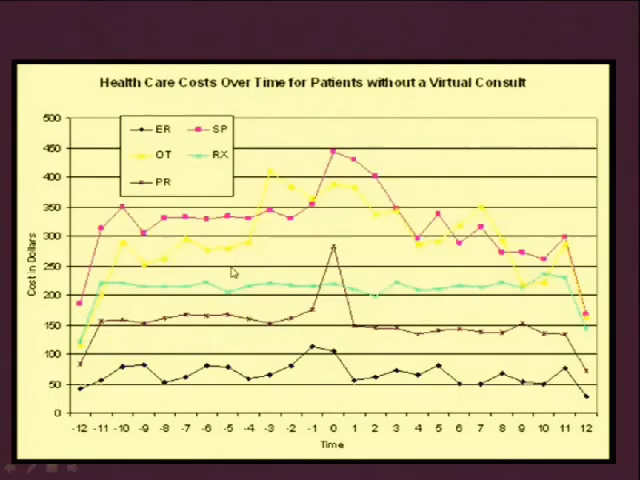 Health Care Costs Over Time for Patients without a Virtual Consult
500
450
400
350
300
250
200
150
100
50
0
Cost in Dollars
ER SP
OT RX
PR
-12 -11 -10 -9 -8 -7 -6 -5 -4 -3 -2 -1 0 1 2 3 4 5 6 7 8 9 10 11 12
Time